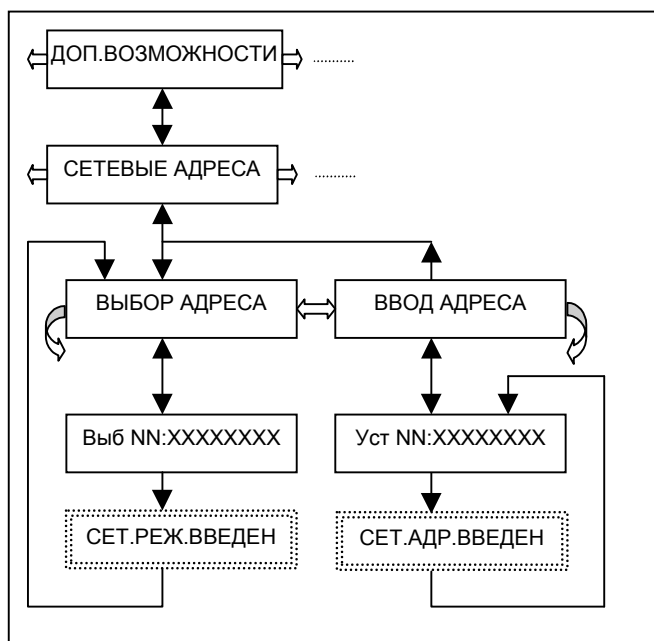 ДОП.ВОЗМОЖНОСТИ ...........
СЕТЕВЫЕ АДРЕСА ...........
ВЫБОР АДРЕСА
ВВОД АДРЕСА
Выб NN:XXXXXXXX
Уст NN:XXXXXXXX
СЕТ.РЕЖ.ВВЕДЕН
СЕТ.АДР.ВВЕДЕН